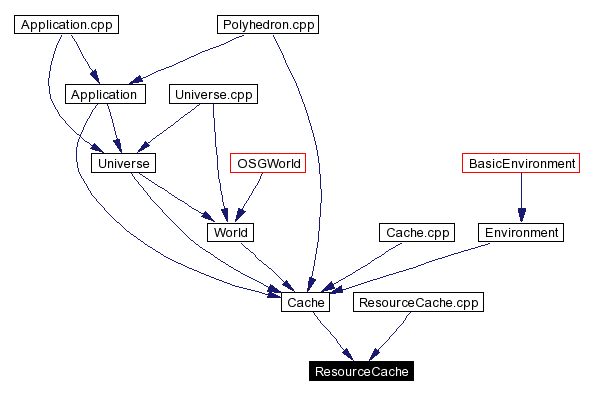 Application.cpp
Polyhedron.cpp
Application
Universe.cpp
Universe
OSGWorld
BasicEnvironment
World
Cache.cpp
Environment
Cache
ResourceCache.cpp
ResourceCache